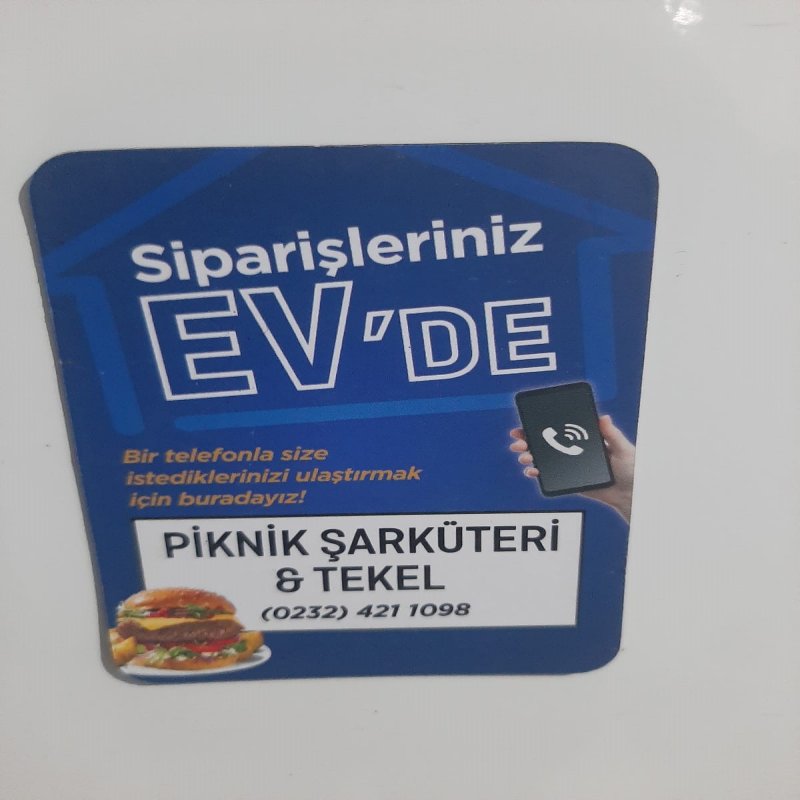 Siparişleriniz
EV'DE
Bir telefonla size
istediklerinizi ulaştırmak
için buradayız!
PİKNİK ŞARKÜTERİ
& TEKEL
(0232) 421 1098